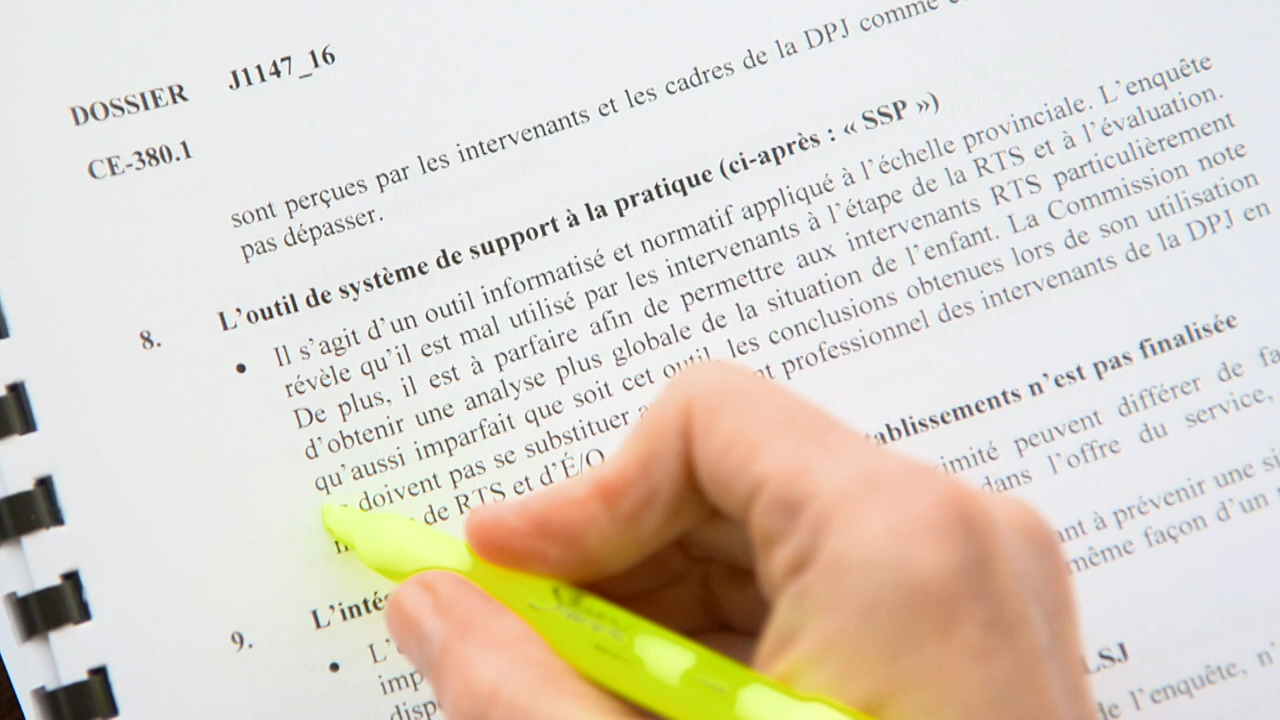 DOSSIER J1147_16
CE-380.1
sont perçues par les intervenants et les cadres de la DPJ comme
pas dépasser.
8. L’outil de système de support à la pratique (ci-après : « SSP »)
• Il s’agit d’un outil informatisé et normatif appliqué à l’échelle provinciale. L’enquête
révèle qu’il est mal utilisé par les intervenants à l’étape de la RTS et à l’évaluation.
De plus, il est à parfaire afin de permettre aux intervenants RTS particulièrement
d’obtenir une analyse plus globale de la situation de l’enfant. La Commission note
qu’aussi imparfait que soit cet outil, les conclusions obtenues lors de son utilisation
doivent pas se substituer professionnel des intervenants de la DPJ en
de RTS et d’É/O
9. L’inté ablissements n’est pas finalisée
• L’ imité peuvent différer de
imp dans l’offre du service,
disp ant à prévenir une
même façon d’un
LSJ
de l’enquête, n’